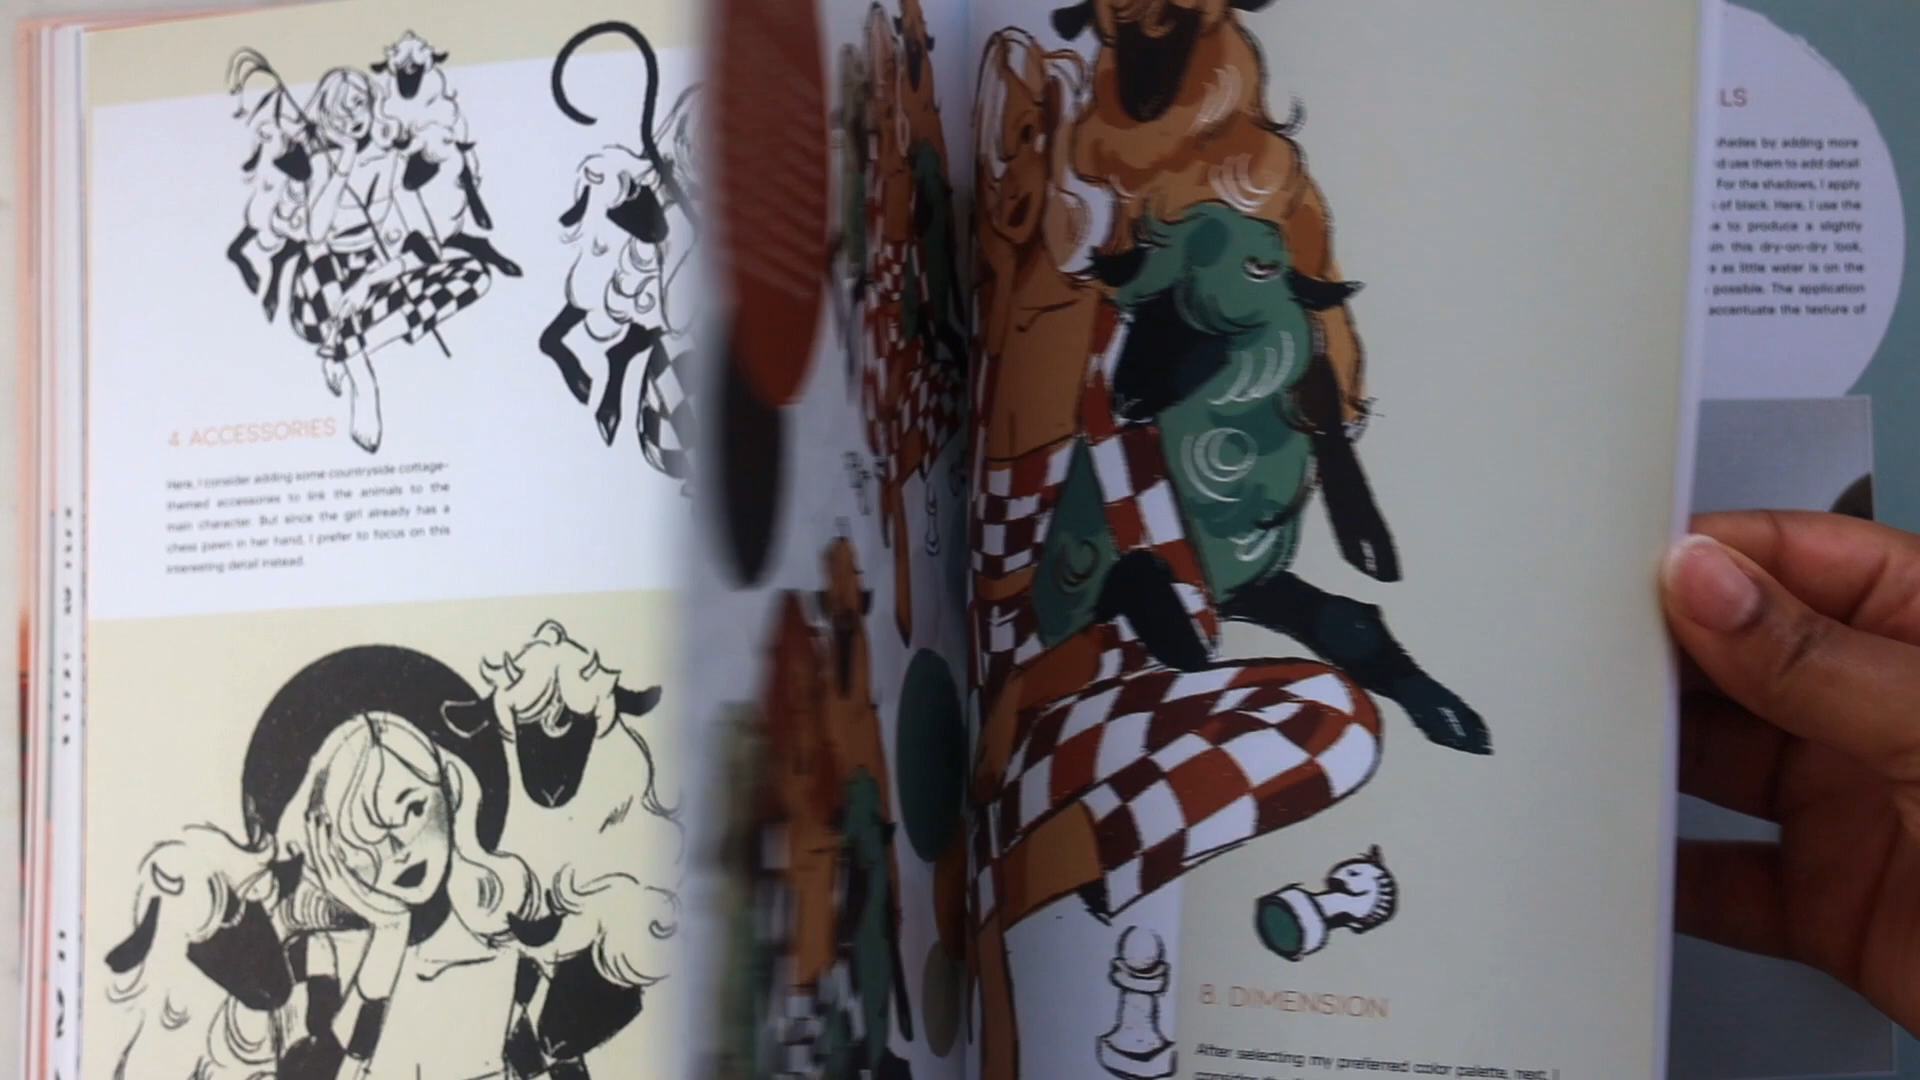 4 ACCESSORIES
Here, I consider adding some countryside cottage-
themed accessories to link the animals to the
main character. But since the girl already has a
chess pawn in her hand, I prefer to focus on this
interesting detail instead.
8. DIMENSION
After selecting my preferred color palette, next, I
LS
shades by adding more
d use them to add detail
For the shadows, I apply
of black. Here, I use the
to produce a slightly
in this dry-on-dry look,
as little water is on the
possible. The application
accentuate the texture of